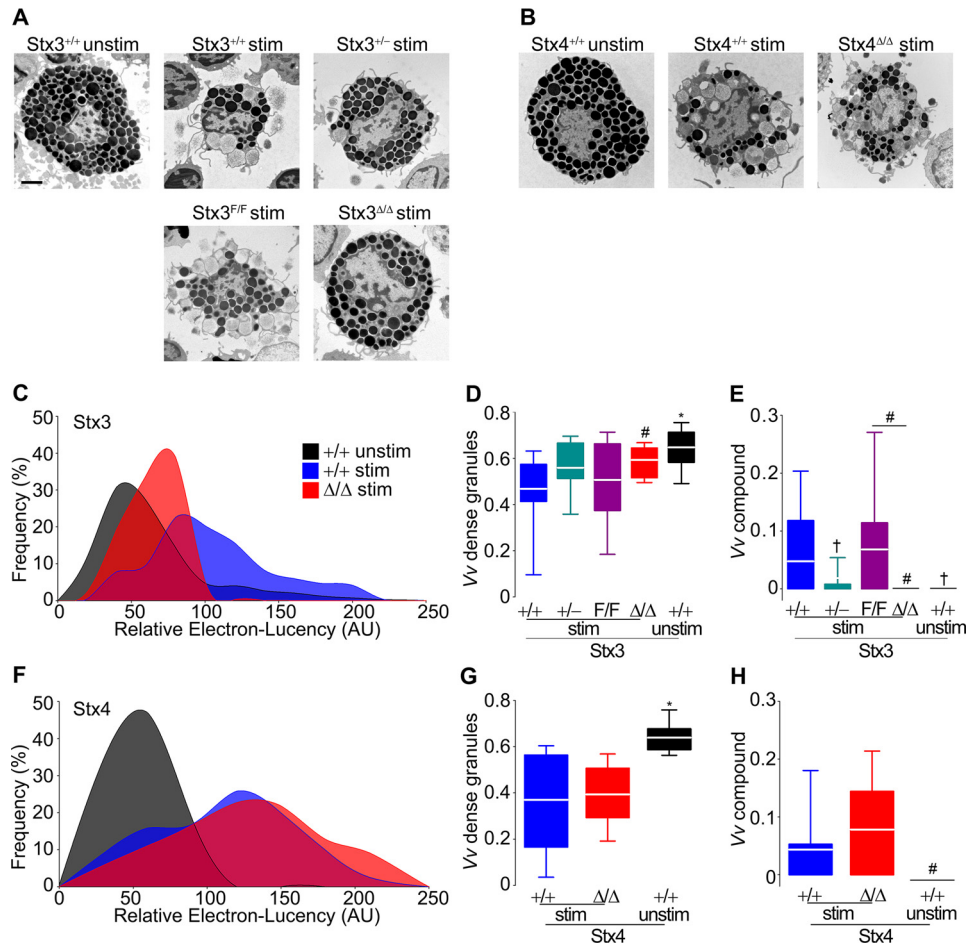 A
B
Stx3+/+ unstim
Stx3+/+ stim
Stx3+/− stim
Stx4+/+ unstim
Stx4+/+ stim
Stx4Δ/Δ stim
Stx3F/F stim
Stx3Δ/Δ stim
C
Stx3
+/+ unstim
+/+ stim
Δ/Δ stim
50
40
30
20
10
0
Frequency (%)
0 50 100 150 200 250
Relative Electron-Lucency (AU)
D
0.8
0.6
0.4
0.2
0
Vv dense granules
#
*
+/+ +/− F/F Δ/Δ +/+
stim unstim
Stx3
E
0.3
0.2
0.1
0
Vv compound
#
†
#
†
+/+ +/− F/F Δ/Δ +/+
stim unstim
Stx3
F
Stx4
50
40
30
20
10
0
Frequency (%)
0 50 100 150 200 250
Relative Electron-Lucency (AU)
G
0.8
0.6
0.4
0.2
0
Vv dense granules
*
+/+ Δ/Δ +/+
stim unstim
Stx4
H
0.3
0.2
0.1
0
Vv compound
#
+/+ Δ/Δ +/+
stim unstim
Stx4